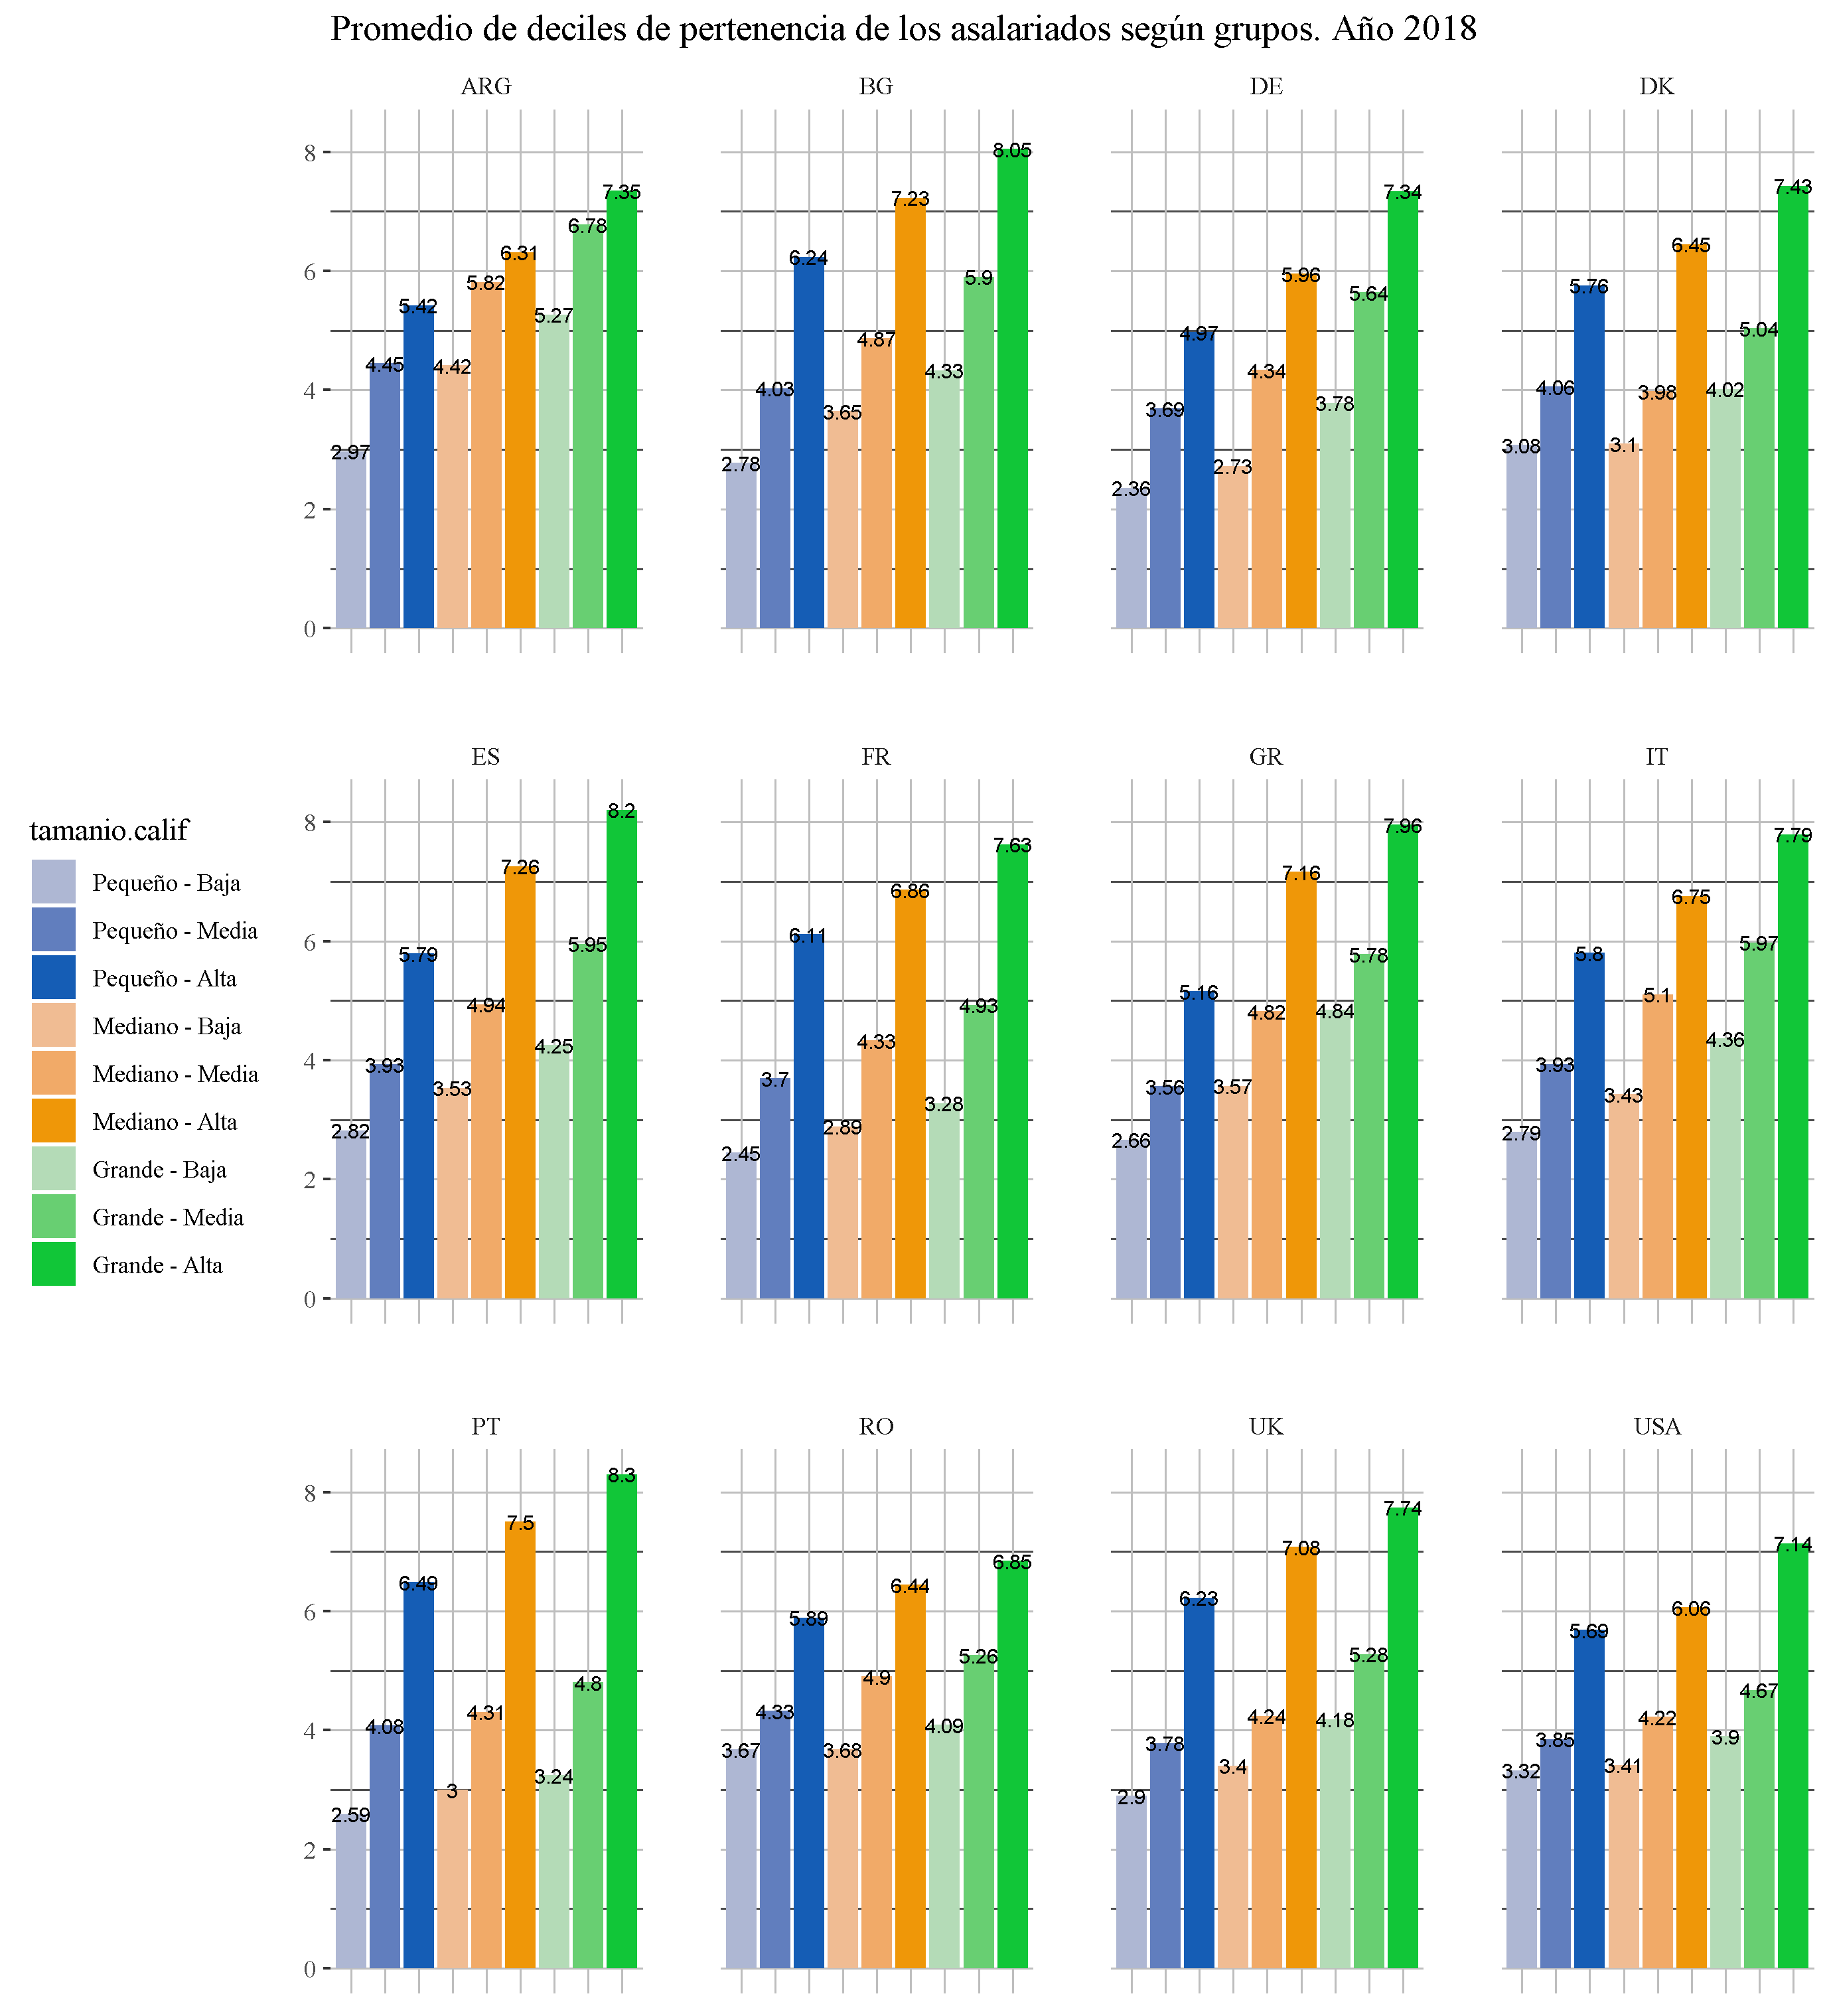 Promedio de deciles de pertenencia de los asalariados según grupos. Año 2018
ARG BG DE DK
8
6
4
2
0
2.97 4.45 5.42 4.42 5.82 6.31 5.27 6.78 7.35
2.78 4.03 6.24 3.65 4.87 7.23 4.33 5.9 8.05
2.36 3.69 4.97 2.73 4.34 5.96 3.78 5.64 7.34
3.08 4.06 5.76 3.1 3.98 6.45 4.02 5.04 7.43
ES FR GR IT
8
6
4
2
0
2.82 3.93 5.79 3.53 4.94 7.26 4.25 5.95 8.2
2.45 3.7 6.11 2.89 4.33 6.86 3.28 4.93 7.63
2.66 3.56 5.16 3.57 4.82 7.16 4.84 5.78 7.96
2.79 3.93 5.8 3.43 5.1 6.75 4.36 5.97 7.79
tamanio.calif
Pequeño - Baja
Pequeño - Media
Pequeño - Alta
Mediano - Baja
Mediano - Media
Mediano - Alta
Grande - Baja
Grande - Media
Grande - Alta
PT RO UK USA
8
6
4
2
0
2.59 4.08 6.49 3 4.31 7.5 3.24 4.8 8.3
3.67 4.33 5.89 3.68 4.9 6.44 4.09 5.26 6.85
2.9 3.78 6.23 3.4 4.24 7.08 4.18 5.28 7.74
3.32 3.85 5.69 3.41 4.22 6.06 3.9 4.67 7.14